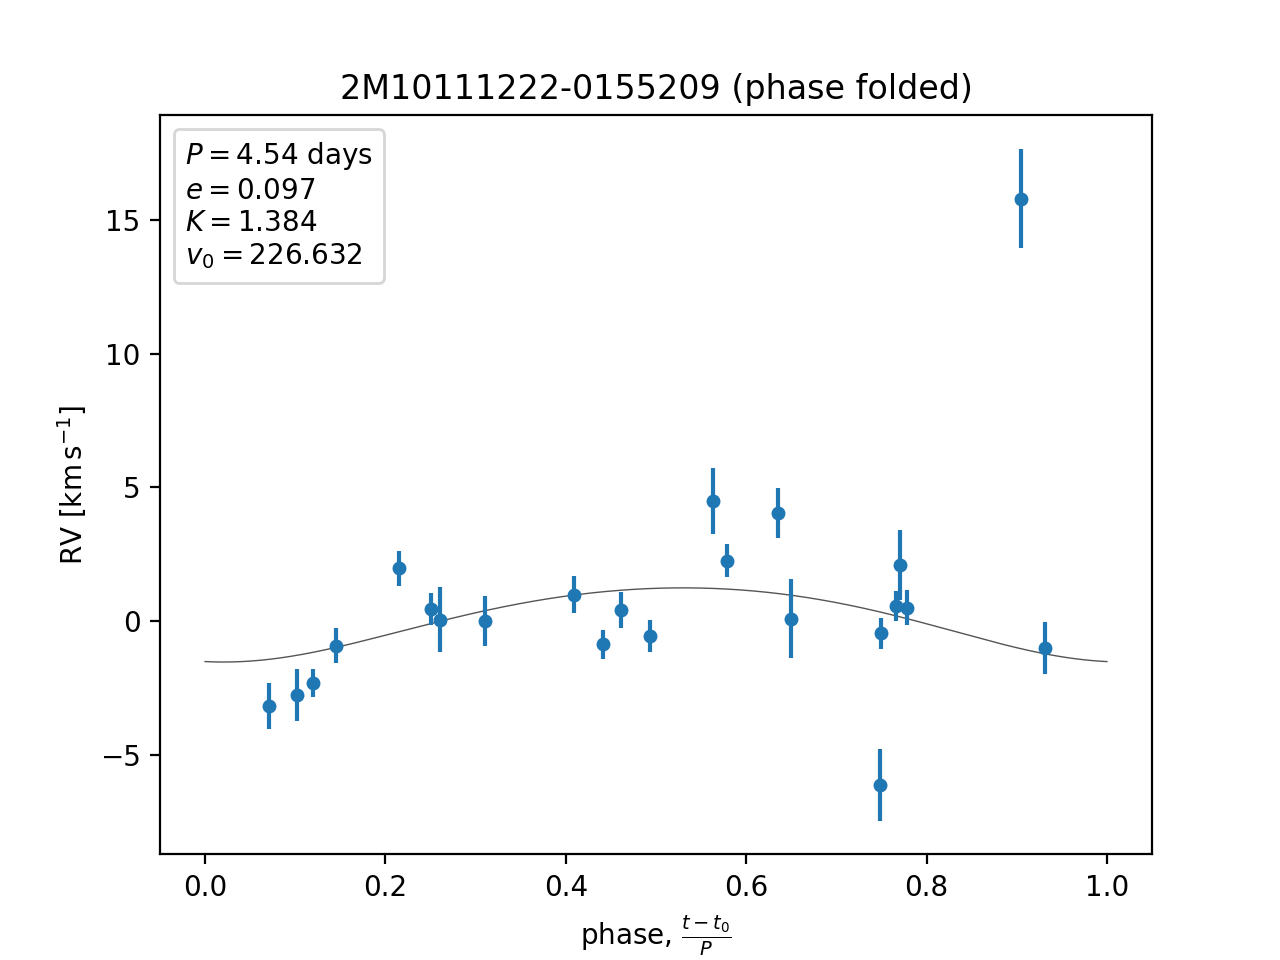 2M10111222-0155209 (phase folded)
P = 4.54 days
e = 0.097
K = 1.384
v₀ = 226.632
15
10
5
0
−5
RV [km s⁻¹]
0.0 0.2 0.4 0.6 0.8 1.0
phase, (t − t₀)/P